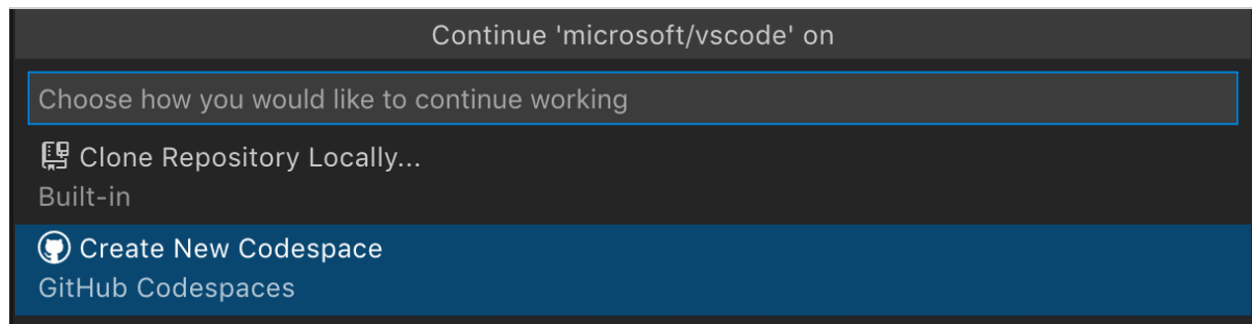 Continue 'microsoft/vscode' on
Choose how you would like to continue working
Clone Repository Locally...
Built-in
Create New Codespace
GitHub Codespaces